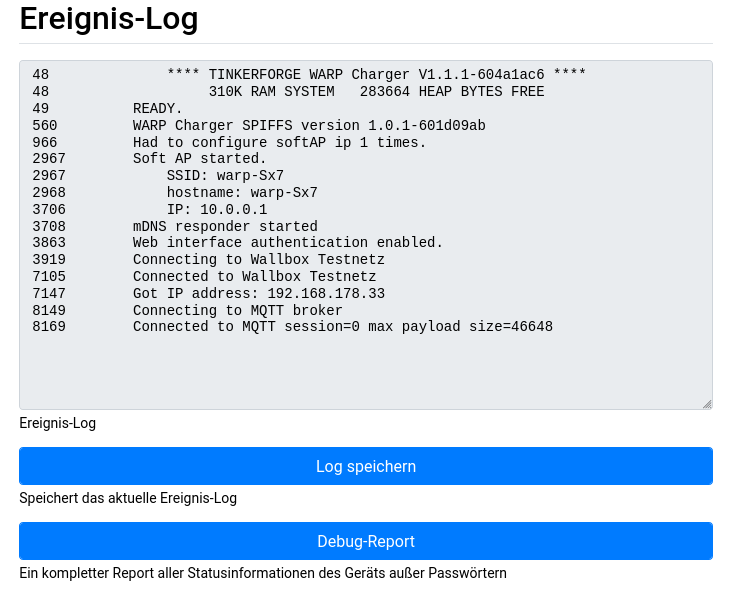 Ereignis-Log
48              **** TINKERFORGE WARP Charger V1.1.1-604a1ac6 ****
48                   310K RAM SYSTEM   283664 HEAP BYTES FREE
49          READY.
560         WARP Charger SPIFFS version 1.0.1-601d09ab
966         Had to configure softAP ip 1 times.
2967        Soft AP started.
2967            SSID: warp-Sx7
2968            hostname: warp-Sx7
3706            IP: 10.0.0.1
3708        mDNS responder started
3863        Web interface authentication enabled.
3919        Connecting to Wallbox Testnetz
7105        Connected to Wallbox Testnetz
7147        Got IP address: 192.168.178.33
8149        Connecting to MQTT broker
8169        Connected to MQTT session=0 max payload size=46648
Ereignis-Log
Log speichern
Speichert das aktuelle Ereignis-Log
Debug-Report
Ein kompletter Report aller Statusinformationen des Geräts außer Passwörtern